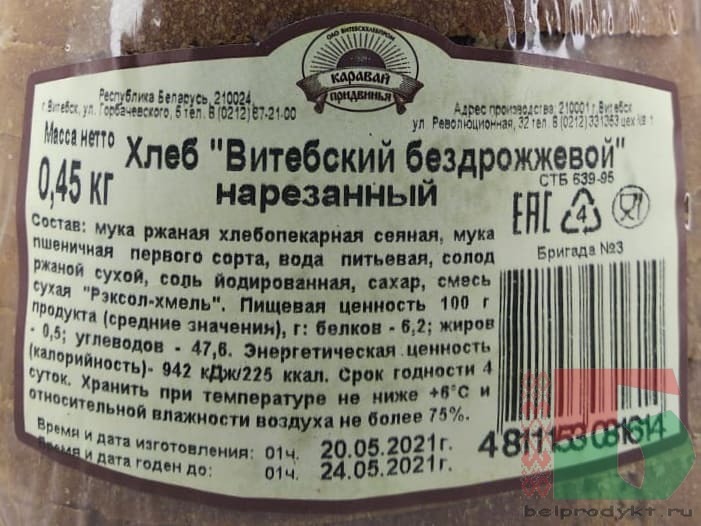 ОАО ВИТЕБСКХЛЕБПРОМ
КАРАВАЙ
ПРИДВИНЬЯ
Республика Беларусь, 210024,
г. Витебск, ул. Горбачевского, 5 тел. 8 (0212) 67-21-00
Адрес производства: 210001 г. Витебск
ул. Революционная, 32 тел. 8 (0212) 331353 цех № 1
Масса нетто
0,45 кг
Хлеб "Витебский бездрожжевой"
нарезанный
СТБ 639-95
ЕАС
4
Бригада №3
Состав: мука ржаная хлебопекарная сеяная, мука
пшеничная первого сорта, вода питьевая, солод
ржаной сухой, соль йодированная, сахар, смесь
сухая "Рэксол-хмель". Пищевая ценность 100 г
продукта (средние значения), г: белков - 6,2; жиров
- 0,5; углеводов - 47,6. Энергетическая ценность
(калорийность)- 942 кДж/225 ккал. Срок годности 4
суток. Хранить при температуре не ниже +6°С и
относительной влажности воздуха не более 75%.
Время и дата изготовления: 01ч. 20.05.2021г.
Время и дата годен до: 01ч. 24.05.2021г.
4 811153 081614
belprodykt.ru